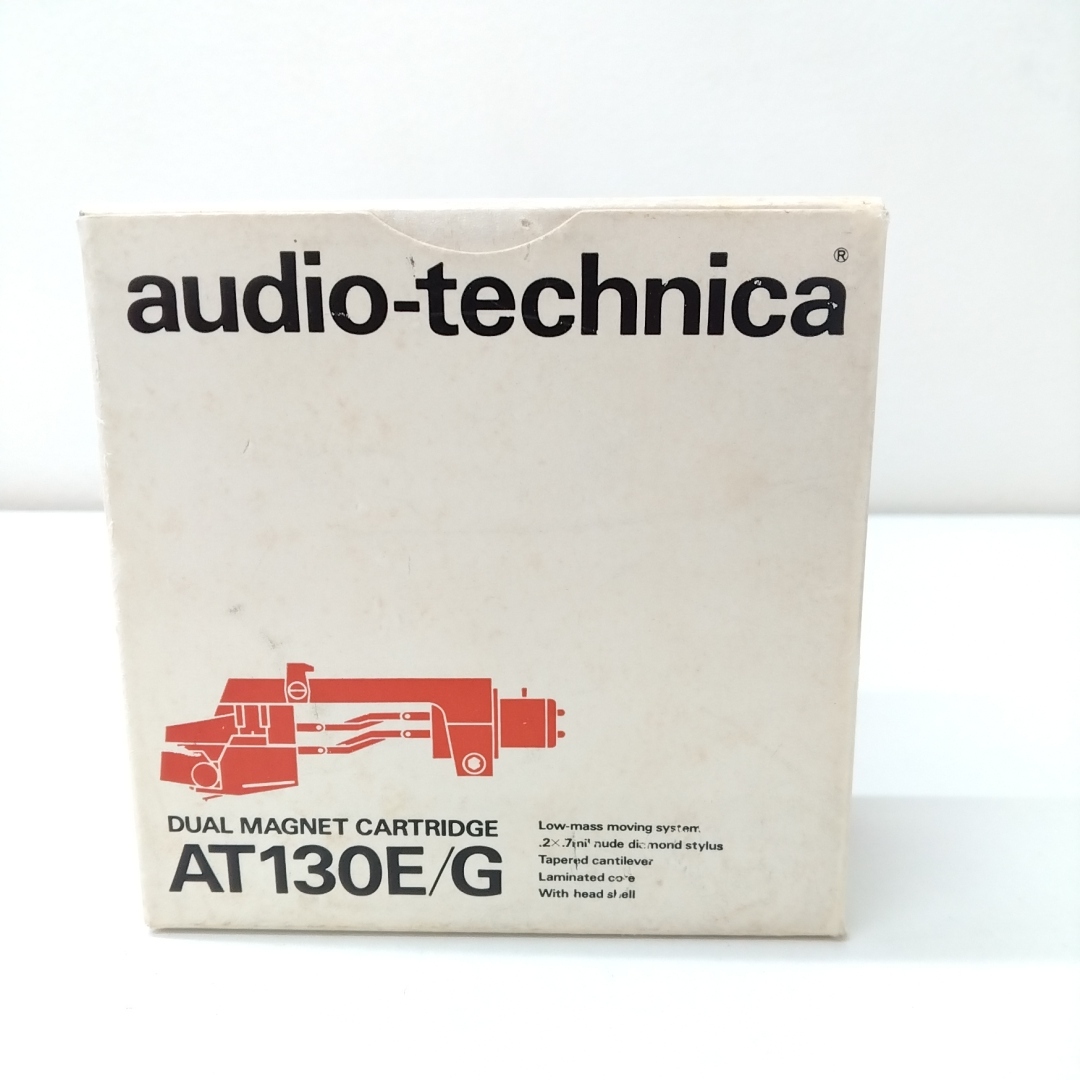 audio-technica®
DUAL MAGNET CARTRIDGE
AT130E/G
Low-mass moving system.
.2×.7mil nude diamond stylus
Tapered cantilever
Laminated core
With head shell